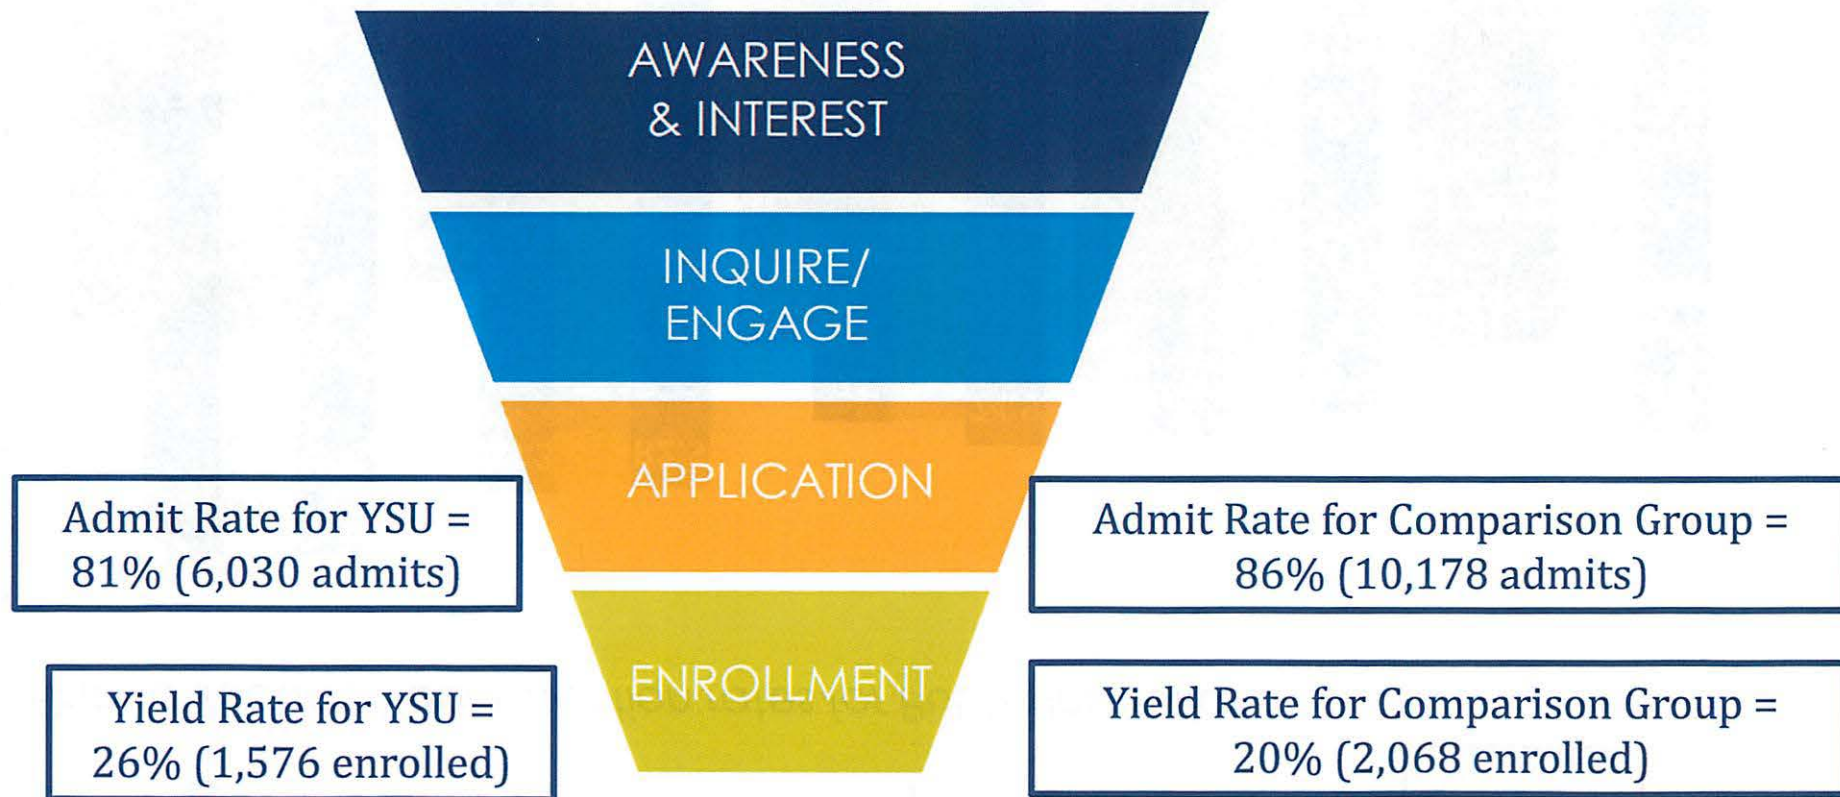 AWARENESS
& INTEREST
INQUIRE/
ENGAGE
APPLICATION
Admit Rate for YSU =
81% (6,030 admits)
Admit Rate for Comparison Group =
86% (10,178 admits)
ENROLLMENT
Yield Rate for YSU =
26% (1,576 enrolled)
Yield Rate for Comparison Group =
20% (2,068 enrolled)